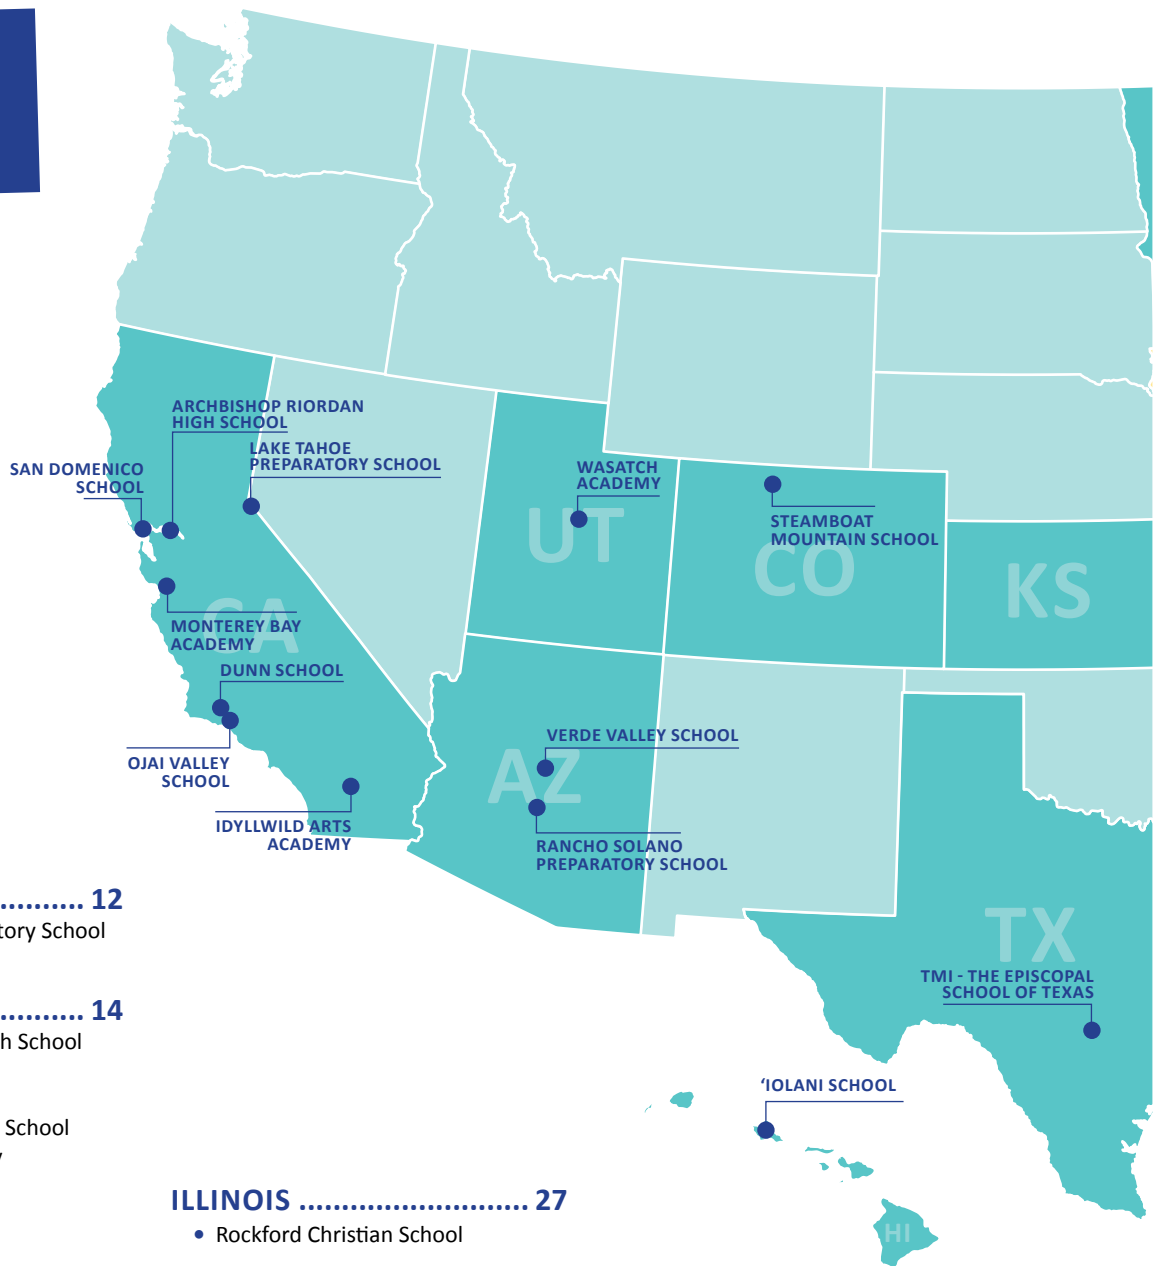 ARCHBISHOP RIORDAN
HIGH SCHOOL
LAKE TAHOE
PREPARATORY SCHOOL
SAN DOMENICO
SCHOOL
WASATCH
ACADEMY
UT
STEAMBOAT
MOUNTAIN SCHOOL
CO
KS
CA
MONTEREY BAY
ACADEMY
DUNN SCHOOL
OJAI VALLEY
SCHOOL
VERDE VALLEY SCHOOL
AZ
IDYLLWILD ARTS
ACADEMY
RANCHO SOLANO
PREPARATORY SCHOOL
.......... 12
School
TX
TMI - THE EPISCOPAL
SCHOOL OF TEXAS
.......... 14
School
‘IOLANI SCHOOL
School
ILLINOIS ........................... 27
• Rockford Christian School
HI